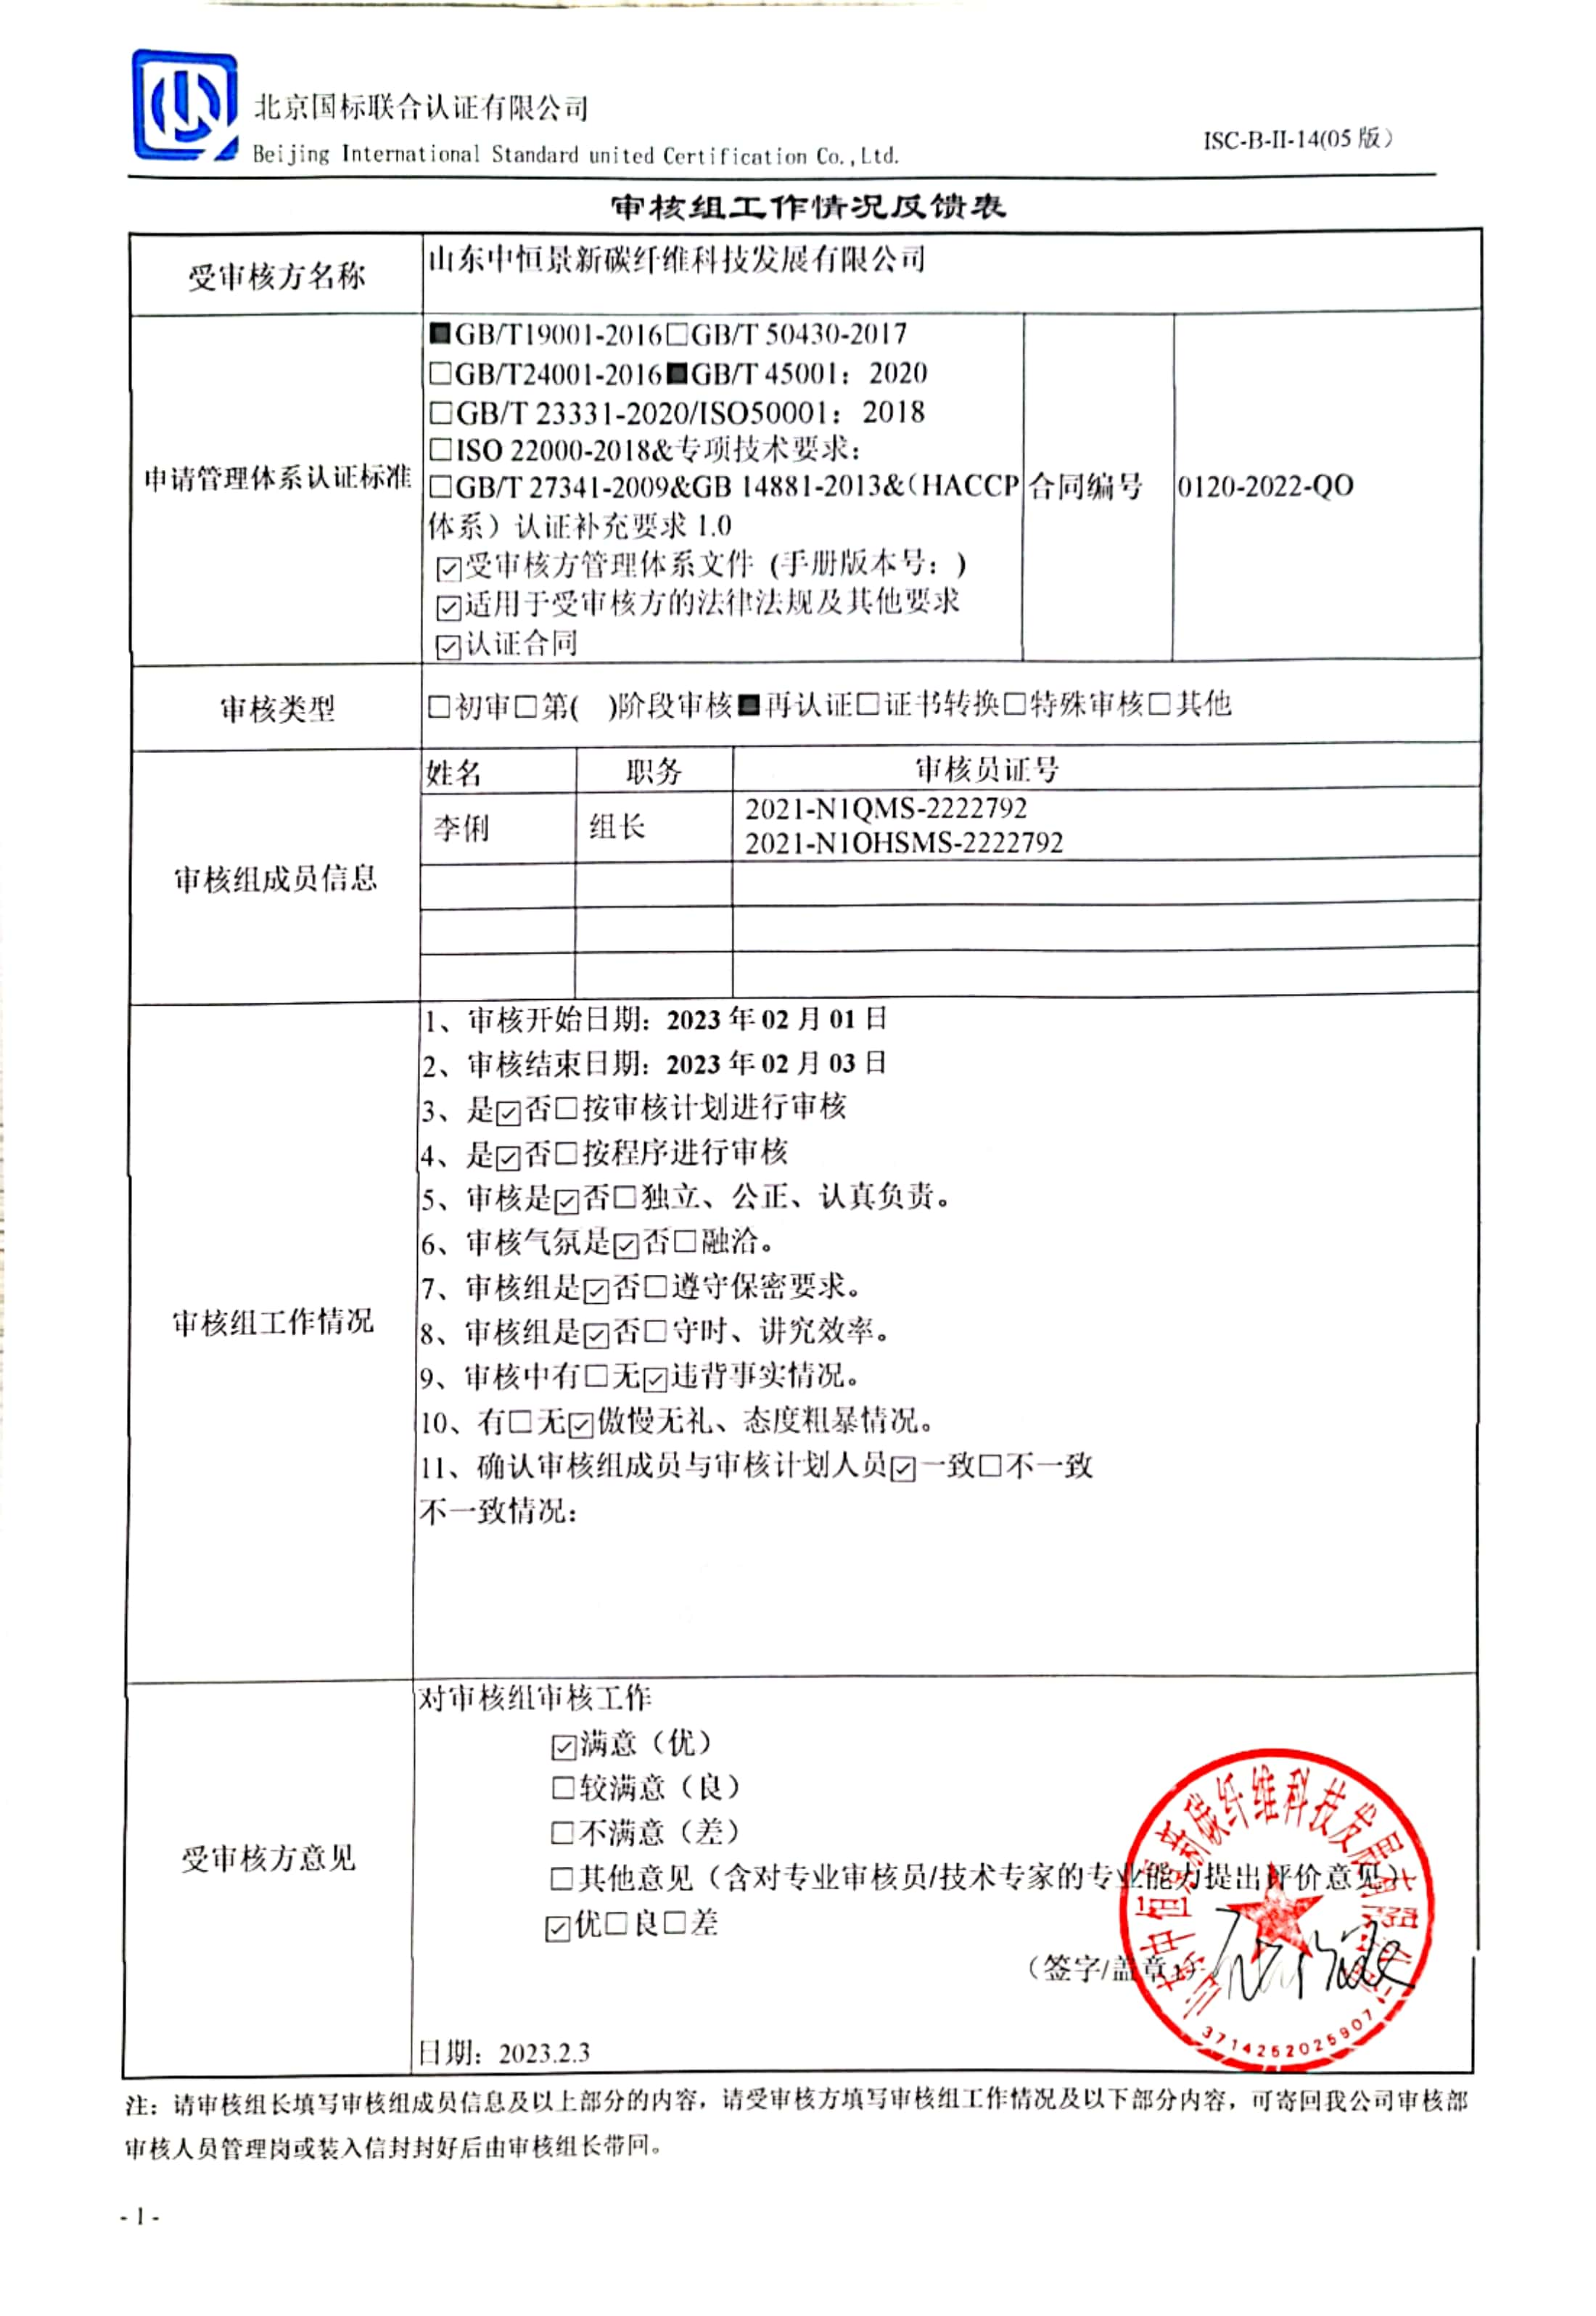 北京国标联合认证有限公司
Beijing International Standard united Certification Co.,Ltd.
ISC-B-II-14(05版)
审核组工作情况反馈表
受审核方名称
山东中恒景新碳纤维科技发展有限公司
申请管理体系认证标准
■GB/T19001-2016□GB/T 50430-2017
□GB/T24001-2016■GB/T 45001：2020
□GB/T 23331-2020/ISO50001：2018
□ISO 22000-2018&专项技术要求：
□GB/T 27341-2009&GB 14881-2013&（HACCP
体系）认证补充要求 1.0
☑受审核方管理体系文件 (手册版本号：)
☑适用于受审核方的法律法规及其他要求
☑认证合同
合同编号
0120-2022-QO
审核类型
□初审□第( )阶段审核■再认证□证书转换□特殊审核□其他
审核组成员信息
姓名 职务 审核员证号
李俐 组长 2021-N1QMS-2222792
2021-N1OHSMS-2222792
审核组工作情况
1、审核开始日期：2023 年 02 月 01 日
2、审核结束日期：2023 年 02 月 03 日
3、是☑否□按审核计划进行审核
4、是☑否□按程序进行审核
5、审核是☑否□独立、公正、认真负责。
6、审核气氛是☑否□融洽。
7、审核组是☑否□遵守保密要求。
8、审核组是☑否□守时、讲究效率。
9、审核中有□无☑违背事实情况。
10、有□无☑傲慢无礼、态度粗暴情况。
11、确认审核组成员与审核计划人员☑一致□不一致
不一致情况：
受审核方意见
对审核组审核工作
☑满意（优）
□较满意（良）
□不满意（差）
□其他意见（含对专业审核员/技术专家的专业能力提出评价意见）
☑优□良□差
（签字/盖章）
山东中恒景新碳纤维科技发展有限公司
3714262025907
日期：2023.2.3
注：请审核组长填写审核组成员信息及以上部分的内容，请受审核方填写审核组工作情况及以下部分内容，可寄回我公司审核部
审核人员管理岗或装入信封封好后由审核组长带回。
- 1 -